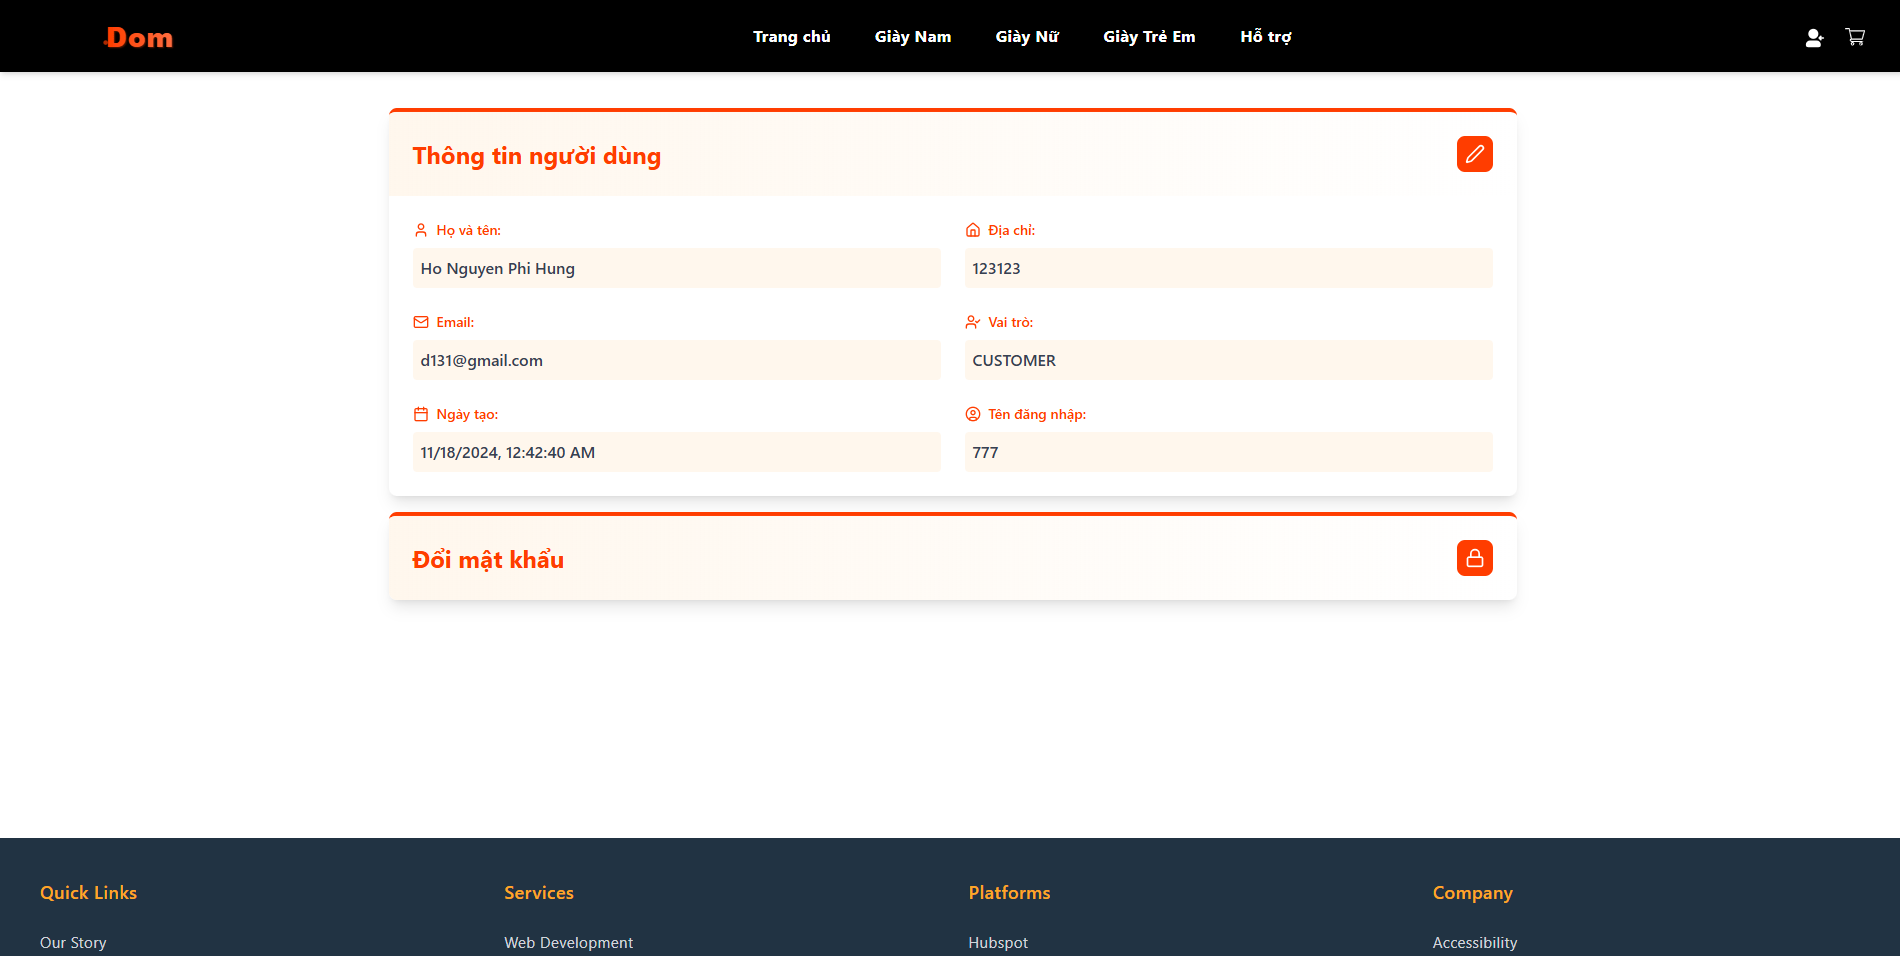 .Dom
Trang chủ
Giày Nam
Giày Nữ
Giày Trẻ Em
Hỗ trợ
Thông tin người dùng
Họ và tên:
Ho Nguyen Phi Hung
Địa chỉ:
123123
Email:
d131@gmail.com
Vai trò:
CUSTOMER
Ngày tạo:
11/18/2024, 12:42:40 AM
Tên đăng nhập:
777
Đổi mật khẩu
Quick Links
Our Story
Services
Web Development
Platforms
Hubspot
Company
Accessibility